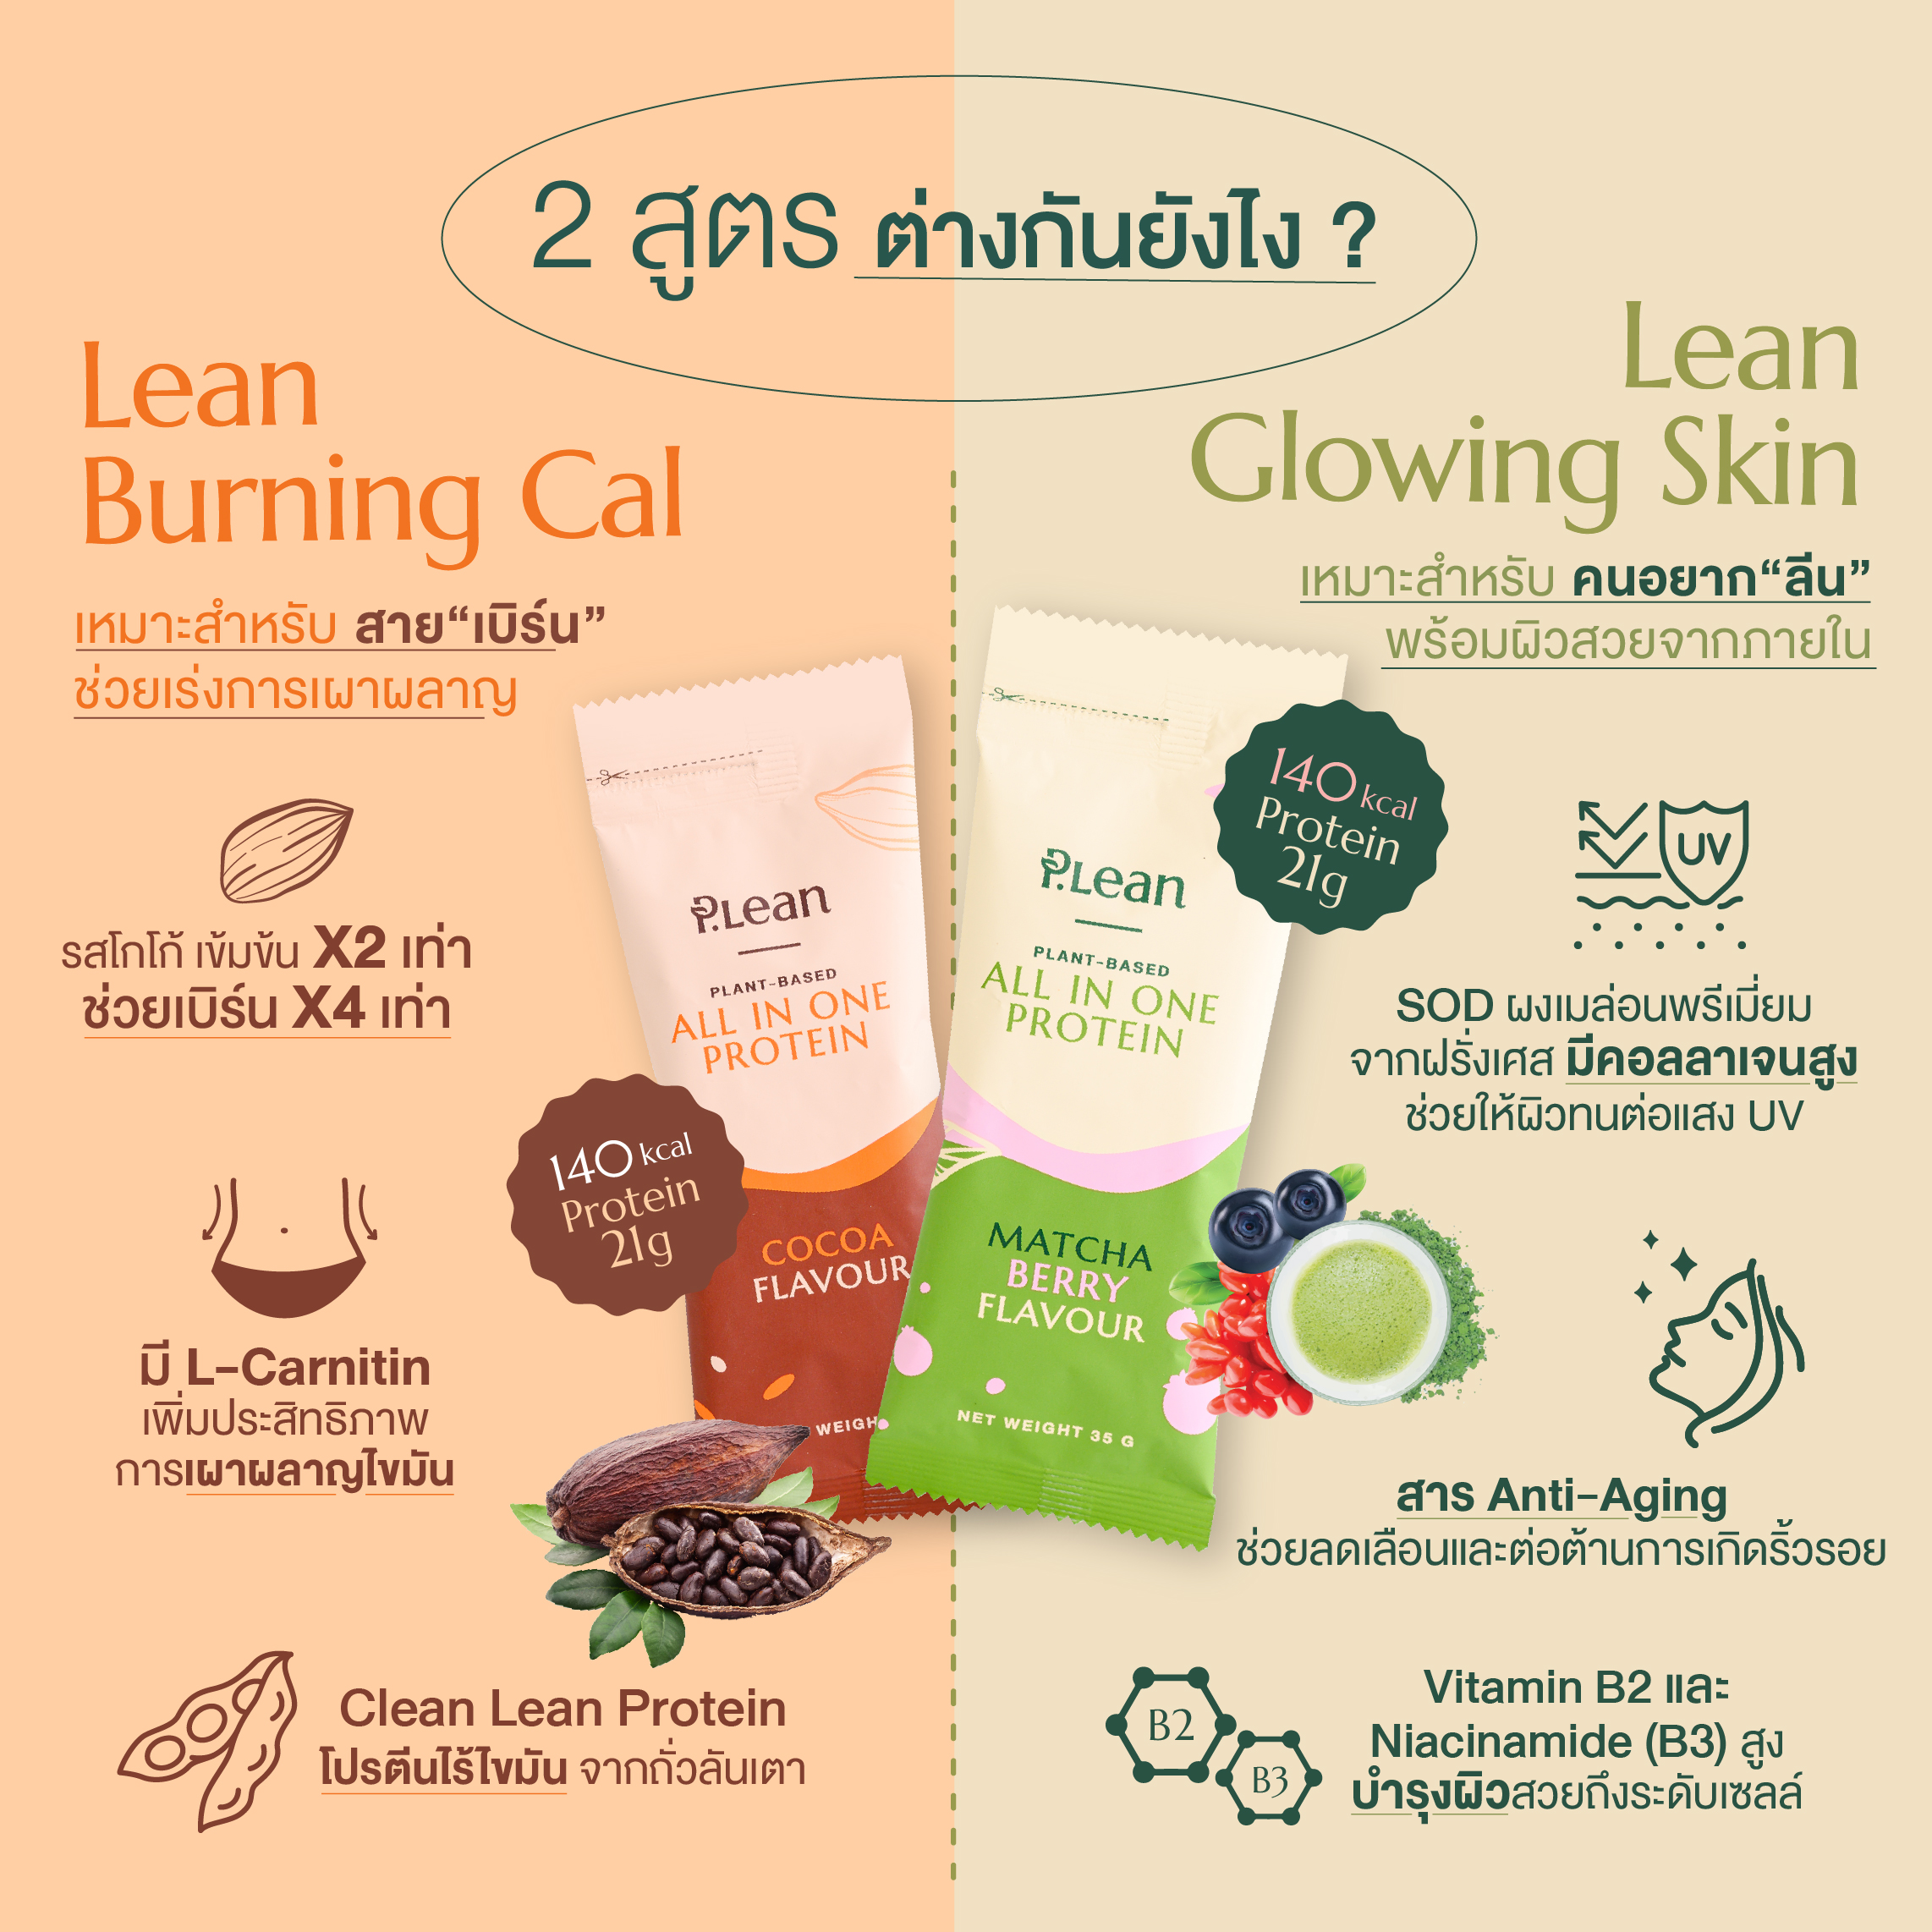 2 สูตร ต่างกันยังไง ?
Lean
Burning Cal
เหมาะสำหรับ สาย“เบิร์น”
ช่วยเร่งการเผาผลาญ
รสโกโก้ เข้มข้น X2 เท่า
ช่วยเบิร์น X4 เท่า
มี L-Carnitin
เพิ่มประสิทธิภาพ
การเผาผลาญไขมัน
Clean Lean Protein
โปรตีนไร้ไขมัน จากถั่วลันเตา
P.Lean
PLANT-BASED
ALL IN ONE
PROTEIN
140 kcal
Protein
21g
COCOA
FLAVOUR
WEIGH
Lean
Glowing Skin
เหมาะสำหรับ คนอยาก“ลีน”
พร้อมผิวสวยจากภายใน
P.Lean
PLANT-BASED
ALL IN ONE
PROTEIN
140 kcal
Protein
21g
MATCHA
BERRY
FLAVOUR
NET WEIGHT 35 G
UV
SOD ผงเมล่อนพรีเมี่ยม
จากฝรั่งเศส มีคอลลาเจนสูง
ช่วยให้ผิวทนต่อแสง UV
สาร Anti-Aging
ช่วยลดเลือนและต่อต้านการเกิดริ้วรอย
B2
B3
Vitamin B2 และ
Niacinamide (B3) สูง
บำรุงผิวสวยถึงระดับเซลล์